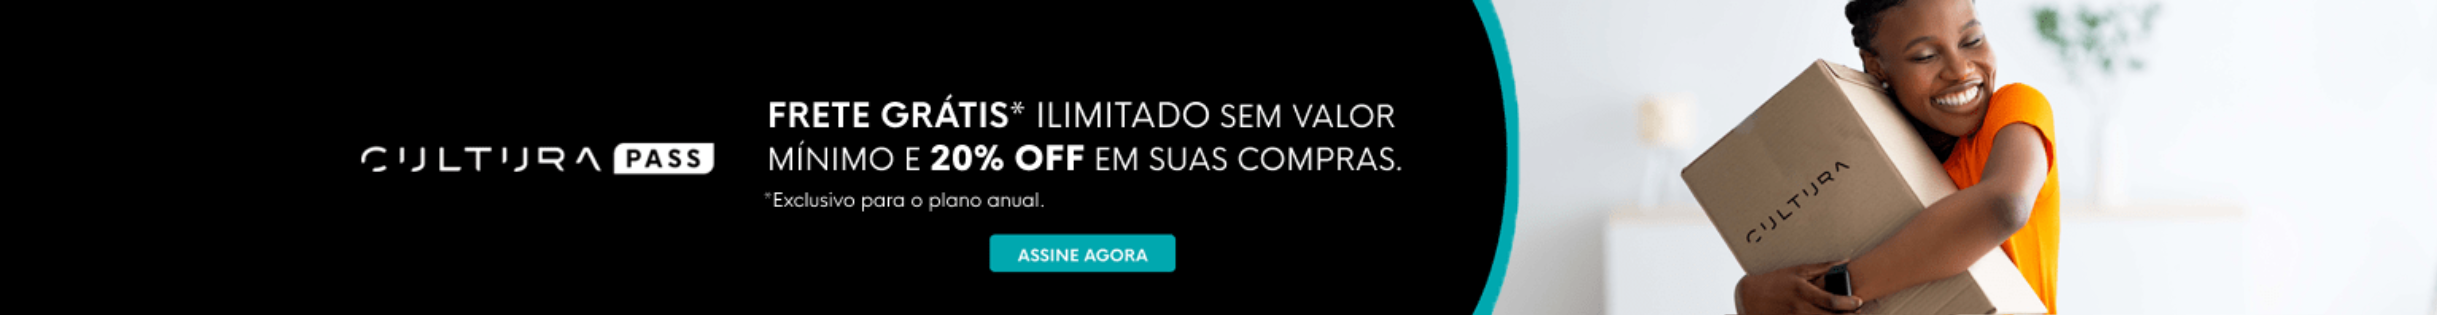 CULTURA PASS
FRETE GRÁTIS* ILIMITADO SEM VALOR
MÍNIMO E 20% OFF EM SUAS COMPRAS.
*Exclusivo para o plano anual.
ASSINE AGORA
CULTURA